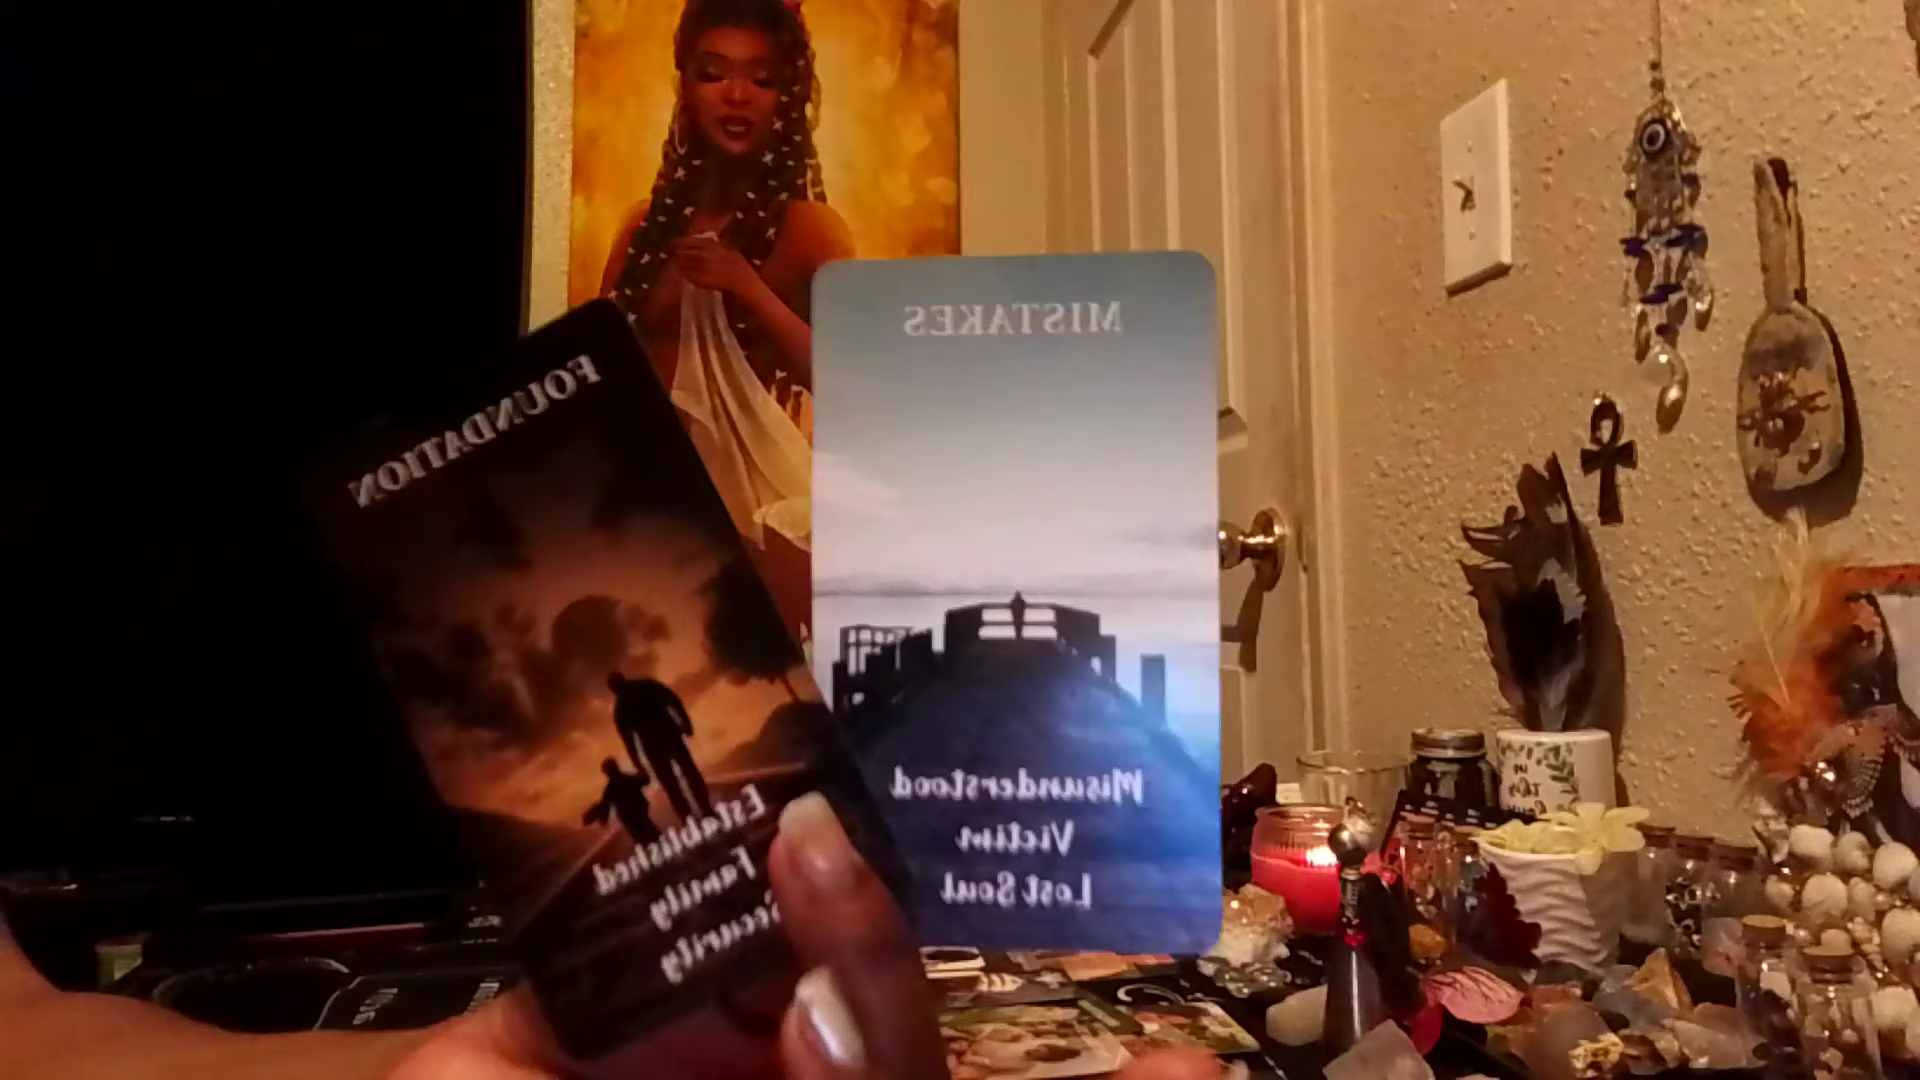 FOUNDATION
Established
Family
Security
MISTAKES
Misunderstood
Victim
Lost Soul